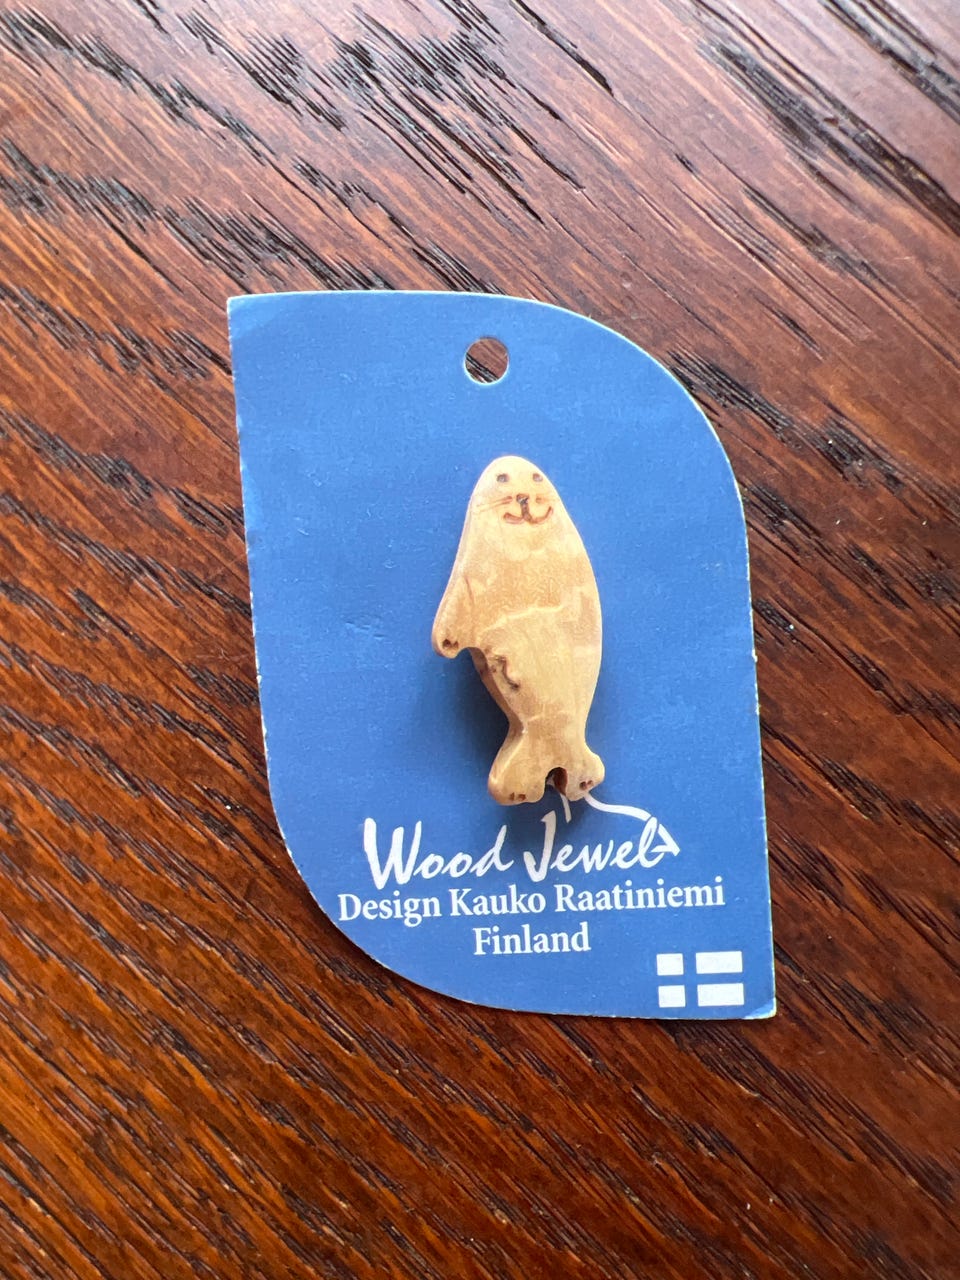 Wood Jewel
Design Kauko Raatiniemi
Finland